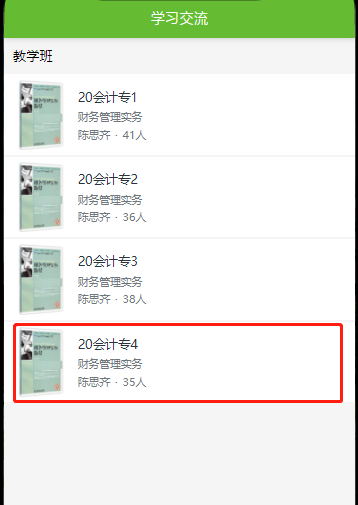 学习交流
教学班
20会计专1
财务管理实务
陈思齐 · 41人
20会计专2
财务管理实务
陈思齐 · 36人
20会计专3
财务管理实务
陈思齐 · 38人
20会计专4
财务管理实务
陈思齐 · 35人